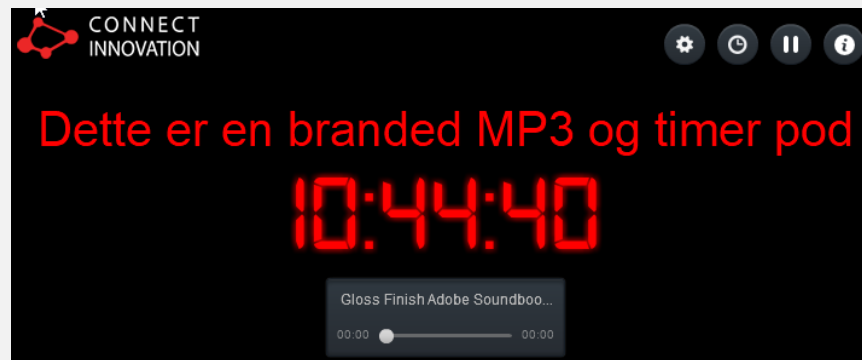 CONNECT
INNOVATION
Dette er en branded MP3 og timer pod
10:44:40
Gloss Finish Adobe Soundboo...
00:00 00:00